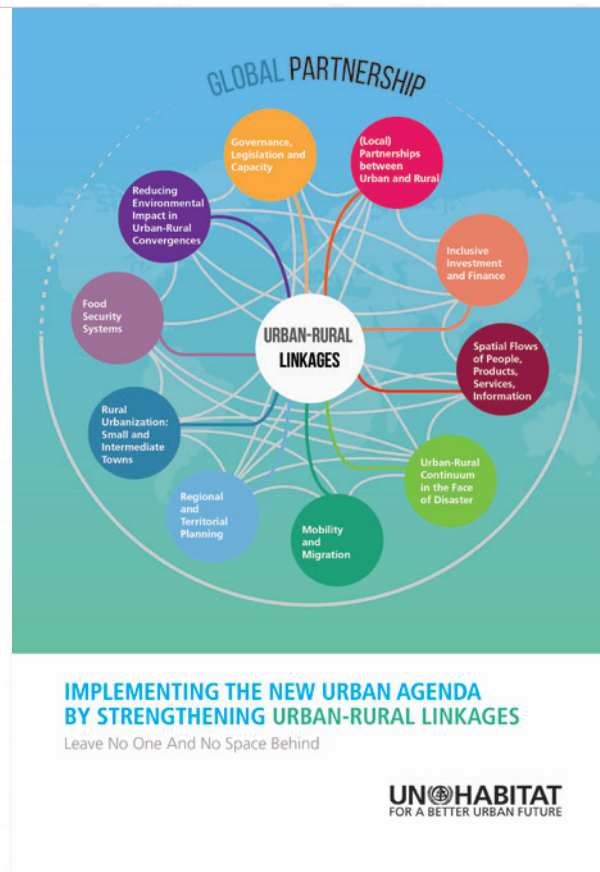 GLOBAL PARTNERSHIP
Governance,
Legislation and
Capacity
(Local)
Partnerships
between
Urban and Rural
Reducing
Environmental
Impact in
Urban-Rural
Convergences
Inclusive
Investment
and Finance
Food
Security
Systems
URBAN-RURAL
LINKAGES
Spatial Flows
of People,
Products,
Services,
Information
Rural
Urbanization:
Small and
Intermediate
Towns
Urban-Rural
Continuum
in the Face
of Disaster
Regional
and
Territorial
Planning
Mobility
and
Migration
IMPLEMENTING THE NEW URBAN AGENDA
BY STRENGTHENING URBAN-RURAL LINKAGES
Leave No One And No Space Behind
UN HABITAT
FOR A BETTER URBAN FUTURE